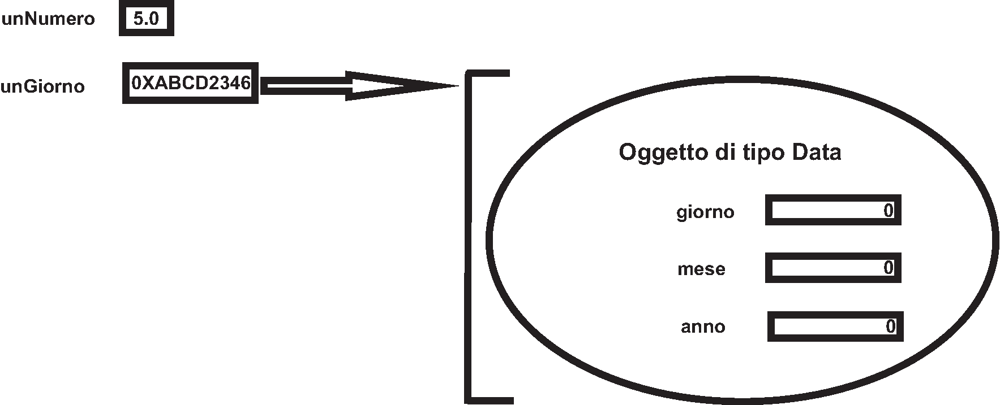 unNumero 5.0
unGiorno 0XABCD2346
Oggetto di tipo Data
giorno 0
mese 0
anno 0